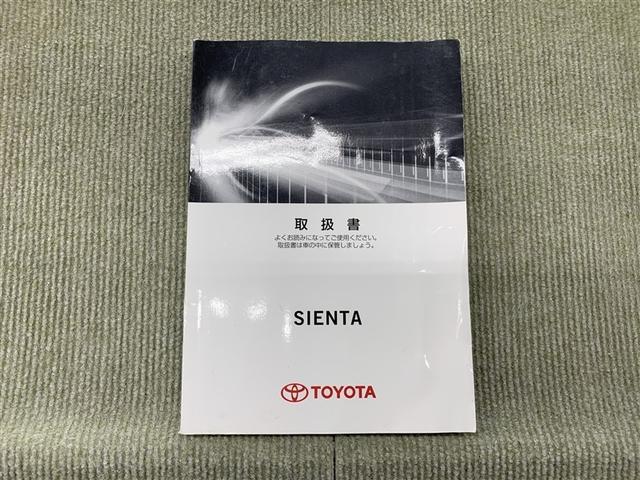 取扱書
よくお読みになってご使用ください。
取扱書は車の中に保管しましょう。
SIENTA
TOYOTA